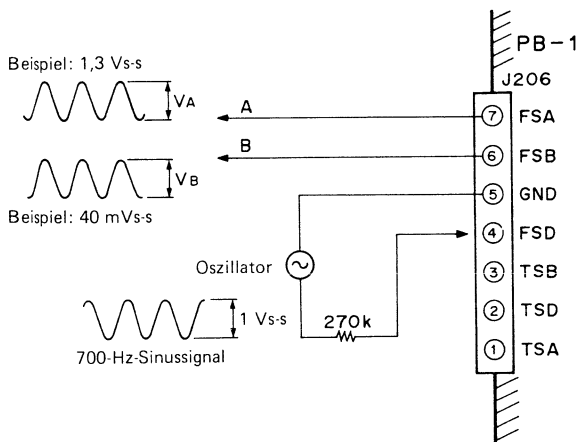 PB-1
J206
Beispiel: 1,3 Vs-s
VA
A
7 FSA
B
6 FSB
VB
Beispiel: 40 mVs-s
5 GND
4 FSD
Oszillator
3 TSB
2 TSD
1 Vs-s
270k
1 TSA
700-Hz-Sinussignal